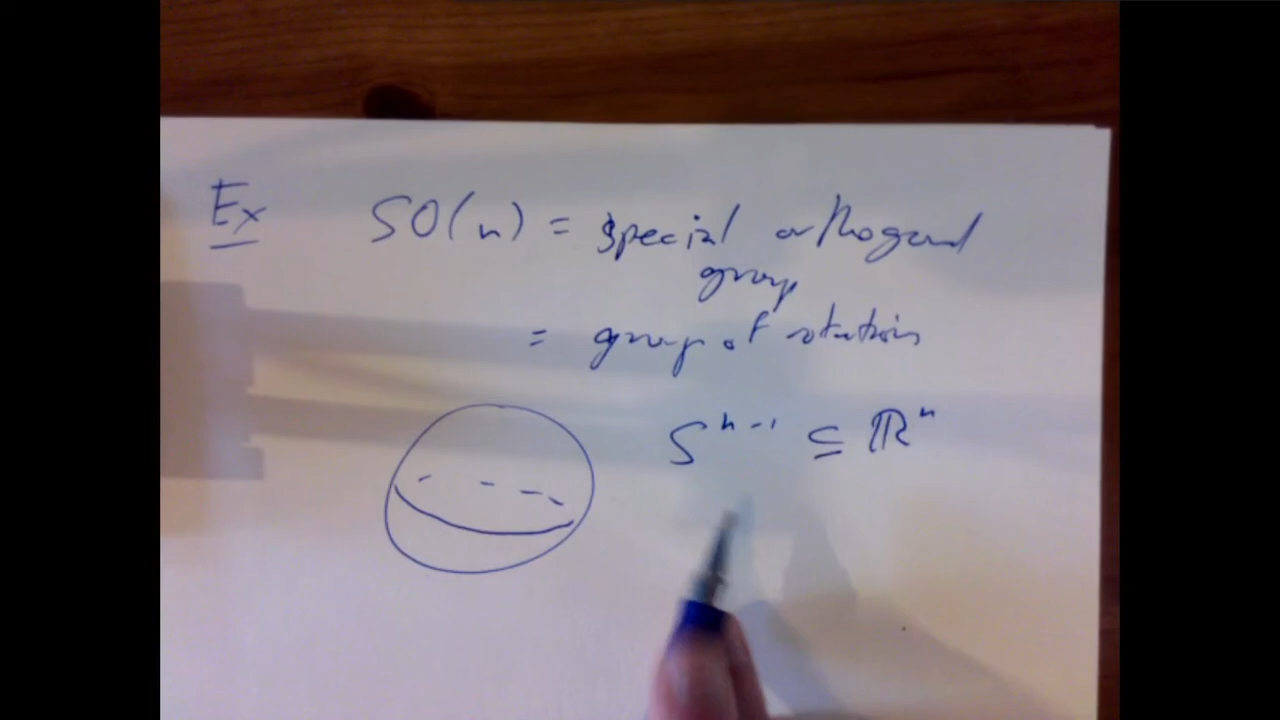 Ex SO(n) = special orthogonal
group
= group of rotations
S^{n-1} ⊆ ℝ^n